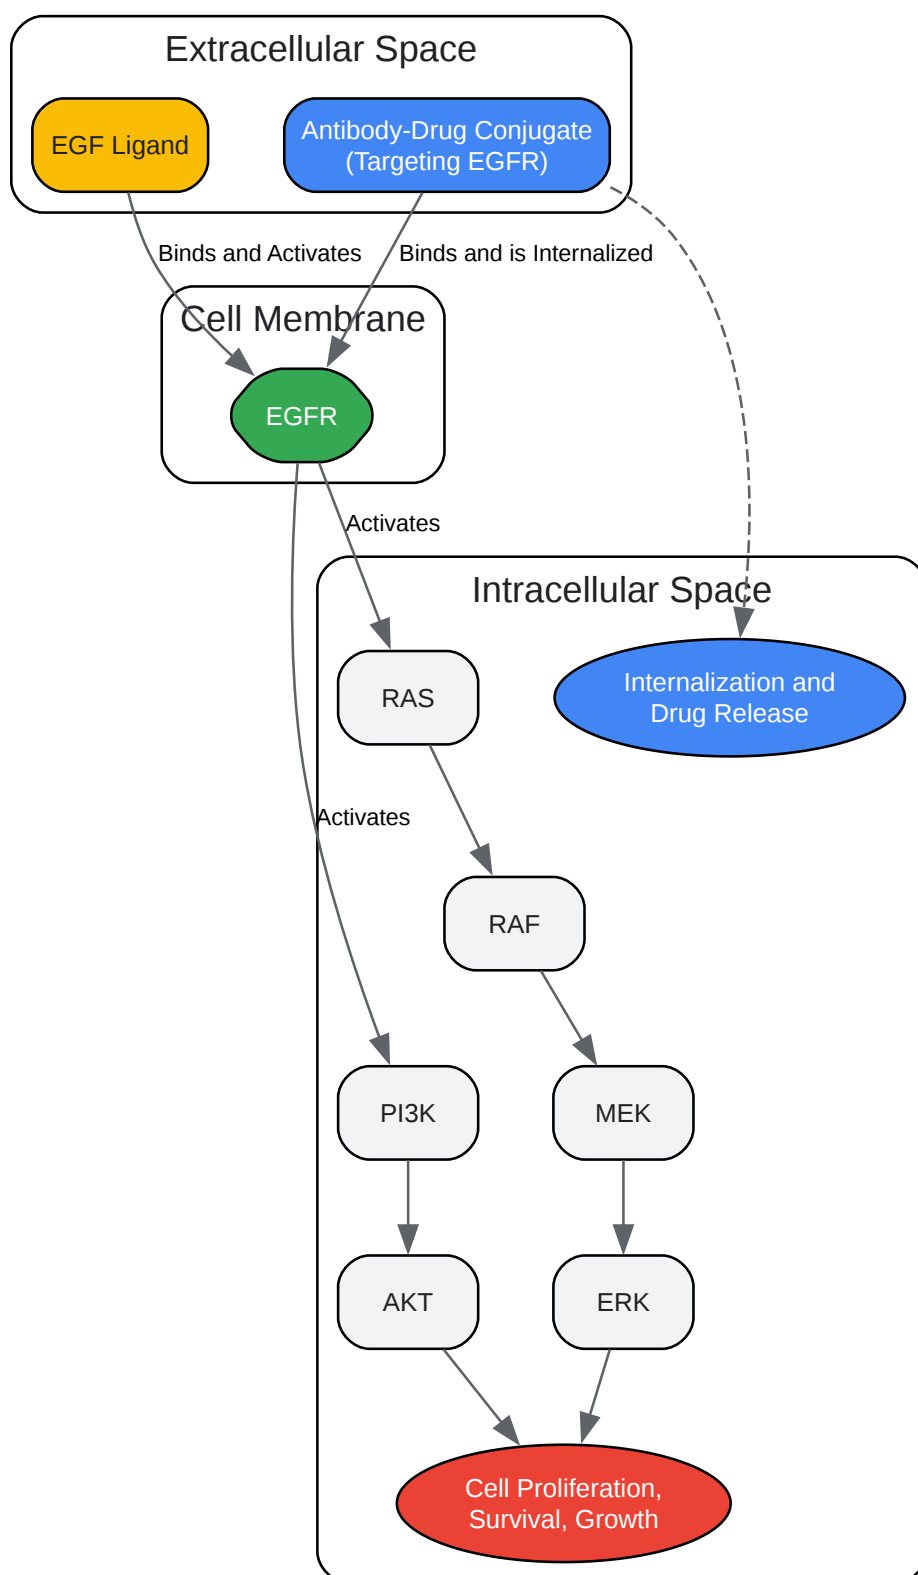 Extracellular Space
EGF Ligand
Antibody-Drug Conjugate
(Targeting EGFR)
Binds and Activates
Binds and is Internalized
Cell Membrane
EGFR
Activates
Intracellular Space
RAS
Internalization and
Drug Release
Activates
RAF
PI3K
MEK
AKT
ERK
Cell Proliferation,
Survival, Growth